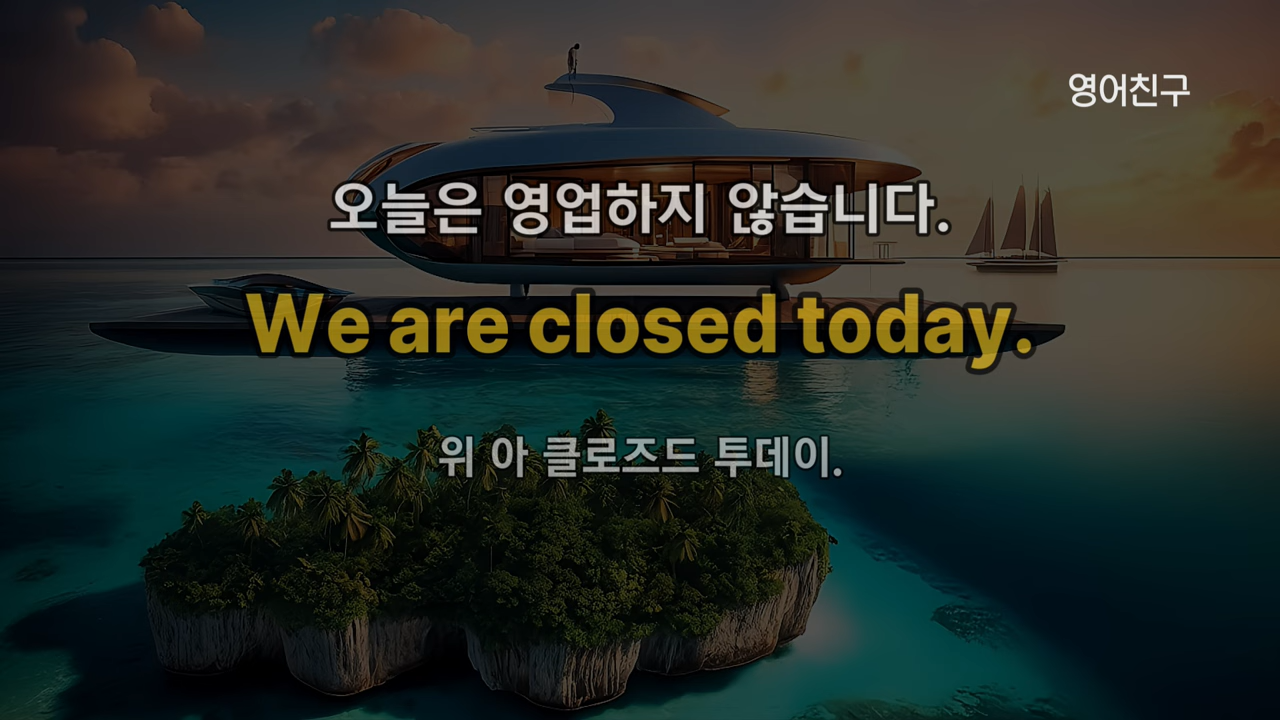 영어친구
오늘은 영업하지 않습니다.
We are closed today.
위 아 클로즈드 투데이.